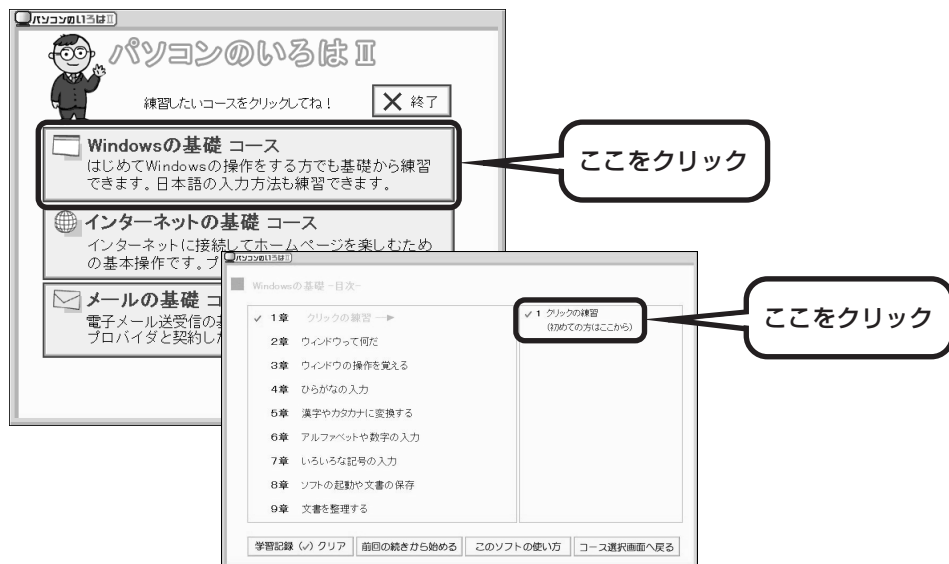 パソコンのいろはⅡ
パソコンのいろはⅡ
練習したいコースをクリックしてね！
終了
Windowsの基礎 コース
はじめてWindowsの操作をする方でも基礎から練習
できます。日本語の入力方法も練習できます。
ここをクリック
インターネットの基礎 コース
インターネットに接続してホームページを楽しむため
の基本操作です。プ
メールの基礎 コ
電子メール送受信の
プロバイダと契約し
パソコンのいろはⅡ
Windowsの基礎 －目次－
✓ 1章 クリックの練習
2章 ウィンドウって何だ
3章 ウィンドウの操作を覚える
4章 ひらがなの入力
5章 漢字やカタカナに変換する
6章 アルファベットや数字の入力
7章 いろいろな記号の入力
8章 ソフトの起動や文書の保存
9章 文書を整理する
✓ 1 クリックの練習
(初めての方はここから)
ここをクリック
学習記録 (✓) クリア
前回の続きから始める
このソフトの使い方
コース選択画面へ戻る